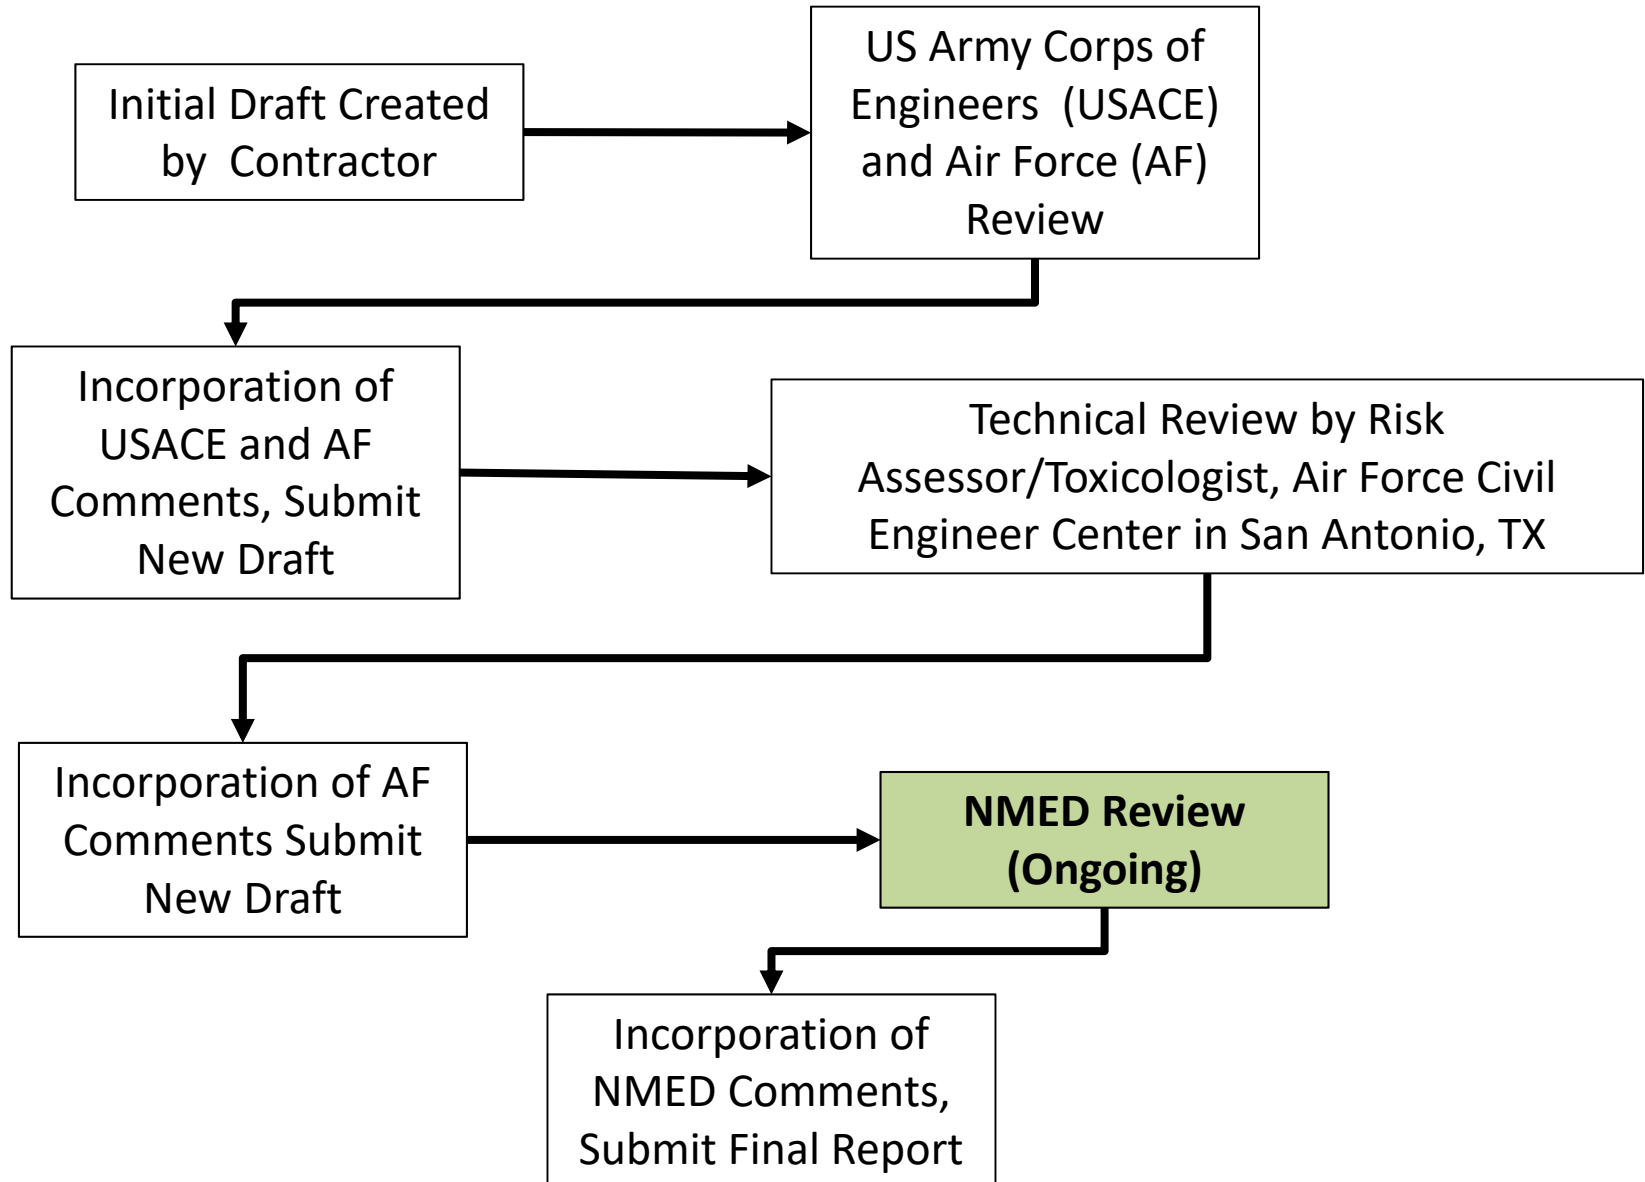 Initial Draft Created
by  Contractor
US Army Corps of
Engineers  (USACE)
and Air Force (AF)
Review
Incorporation of
USACE and AF
Comments, Submit
New Draft
Technical Review by Risk
Assessor/Toxicologist, Air Force Civil
Engineer Center in San Antonio, TX
Incorporation of AF
Comments Submit
New Draft
NMED Review
(Ongoing)
Incorporation of
NMED Comments,
Submit Final Report